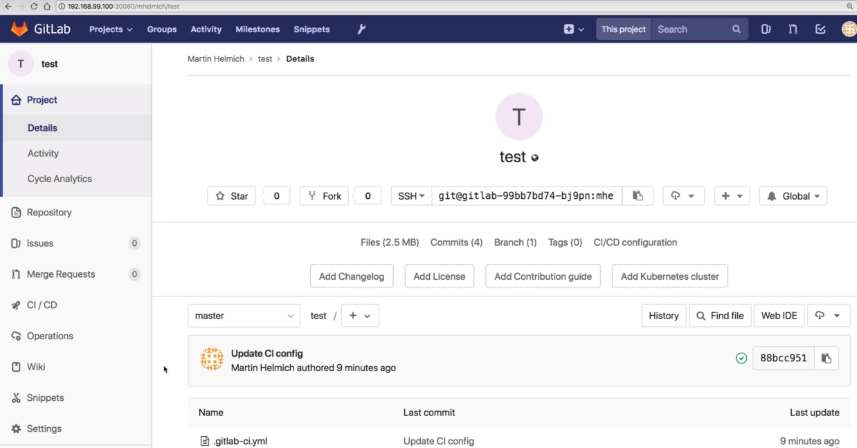 192.168.99.100:30080/mhelmich/test
GitLab Projects Groups Activity Milestones Snippets This project Search
T test
Project
Details
Activity
Cycle Analytics
Repository
Issues 0
Merge Requests 0
CI / CD
Operations
Wiki
Snippets
Settings
Martin Helmich > test > Details
T
test
Star 0 Fork 0 SSH git@gitlab-99bb7bd74-bj9pn:mhe + Global
Files (2.5 MB) Commits (4) Branch (1) Tags (0) CI/CD configuration
Add Changelog Add License Add Contribution guide Add Kubernetes cluster
master test / + History Find file Web IDE
Update CI config
Martin Helmich authored 9 minutes ago
88bcc951
Name Last commit Last update
.gitlab-ci.yml Update CI config 9 minutes ago